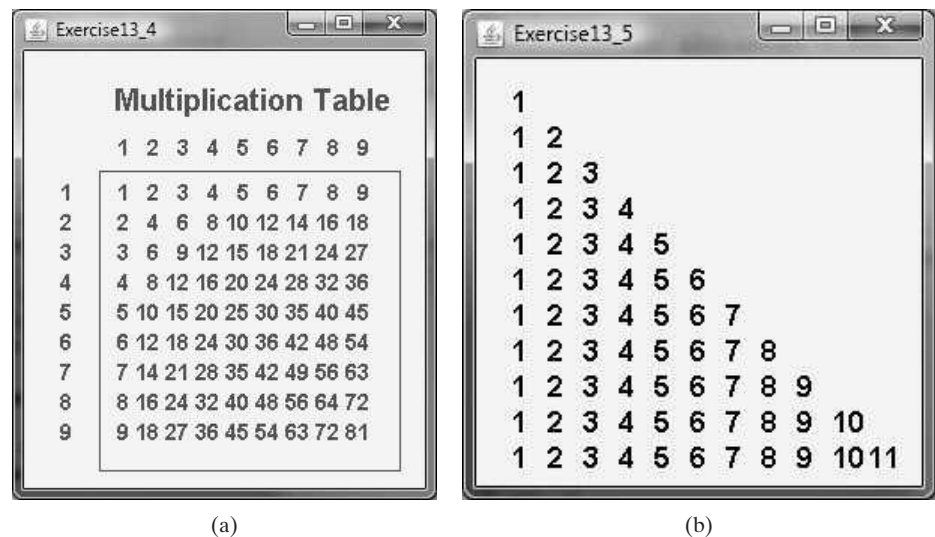 Exercise13_4
Multiplication Table
1 2 3 4 5 6 7 8 9
1 1 2 3 4 5 6 7 8 9
2 2 4 6 8 10 12 14 16 18
3 3 6 9 12 15 18 21 24 27
4 4 8 12 16 20 24 28 32 36
5 5 10 15 20 25 30 35 40 45
6 6 12 18 24 30 36 42 48 54
7 7 14 21 28 35 42 49 56 63
8 8 16 24 32 40 48 56 64 72
9 9 18 27 36 45 54 63 72 81
(a)
Exercise13_5
1
1 2
1 2 3
1 2 3 4
1 2 3 4 5
1 2 3 4 5 6
1 2 3 4 5 6 7
1 2 3 4 5 6 7 8
1 2 3 4 5 6 7 8 9
1 2 3 4 5 6 7 8 9 10
1 2 3 4 5 6 7 8 9 10 11
(b)